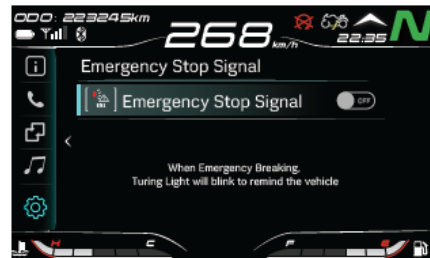 ODO: 223245km
268 km/h
22:35 N
Emergency Stop Signal
Emergency Stop Signal OFF
When Emergency Breaking,
Turing Light will blink to remind the vehicle
H C F E